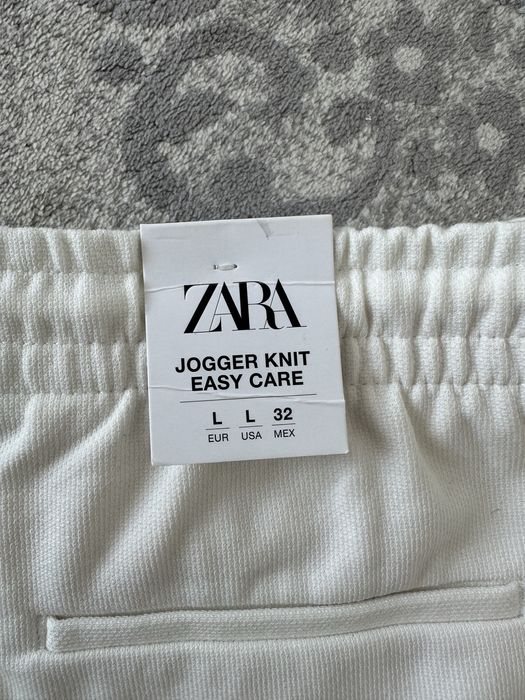 ZARA
JOGGER KNIT
EASY CARE
L L 32
EUR USA MEX